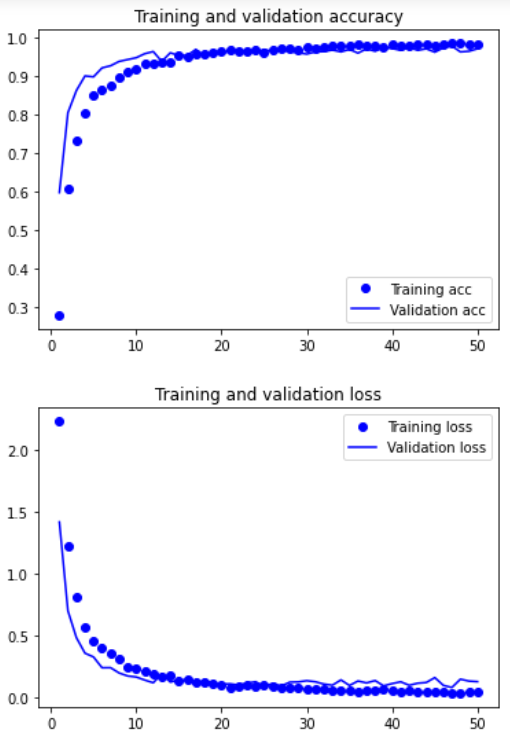 Training and validation accuracy
1.0
0.9
0.8
0.7
0.6
0.5
0.4
0.3
Training acc
Validation acc
0 10 20 30 40 50
Training and validation loss
Training loss
Validation loss
2.0
1.5
1.0
0.5
0.0
0 10 20 30 40 50